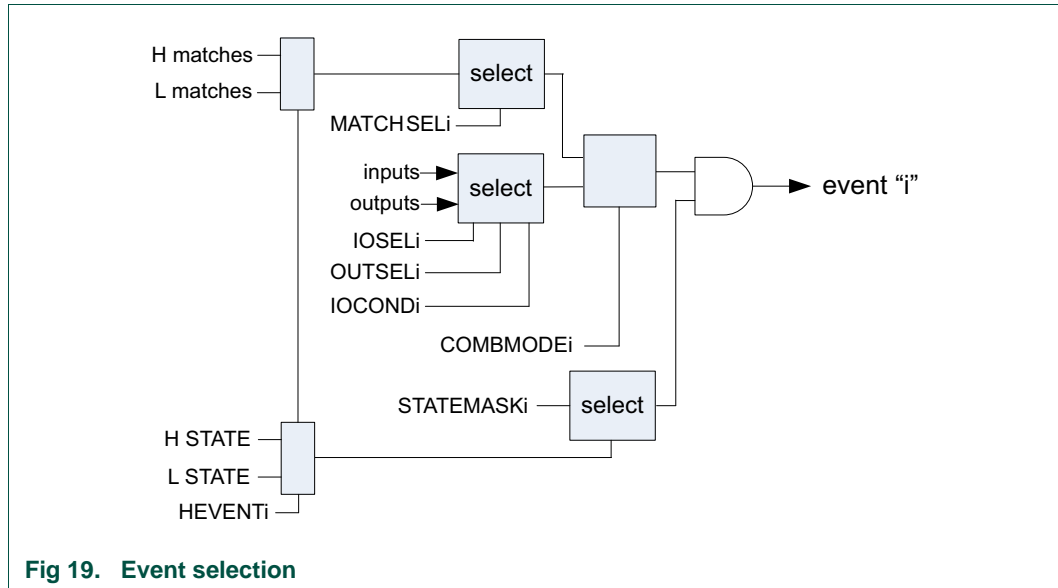 H matches
L matches
select
MATCHSELi
inputs
outputs
select
IOSELi
OUTSELi
IOCONDi
event “i”
COMBMODEi
STATEMASKi
select
H STATE
L STATE
HEVENTi
Fig 19. Event selection